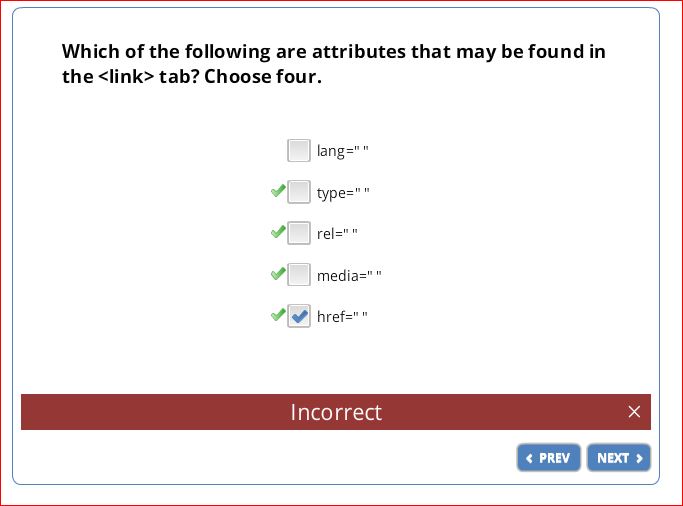 Which of the following are attributes that may be found in
the <link> tab? Choose four.
lang=" "
type=" "
rel=" "
media=" "
href=" "
Incorrect
PREV
NEXT